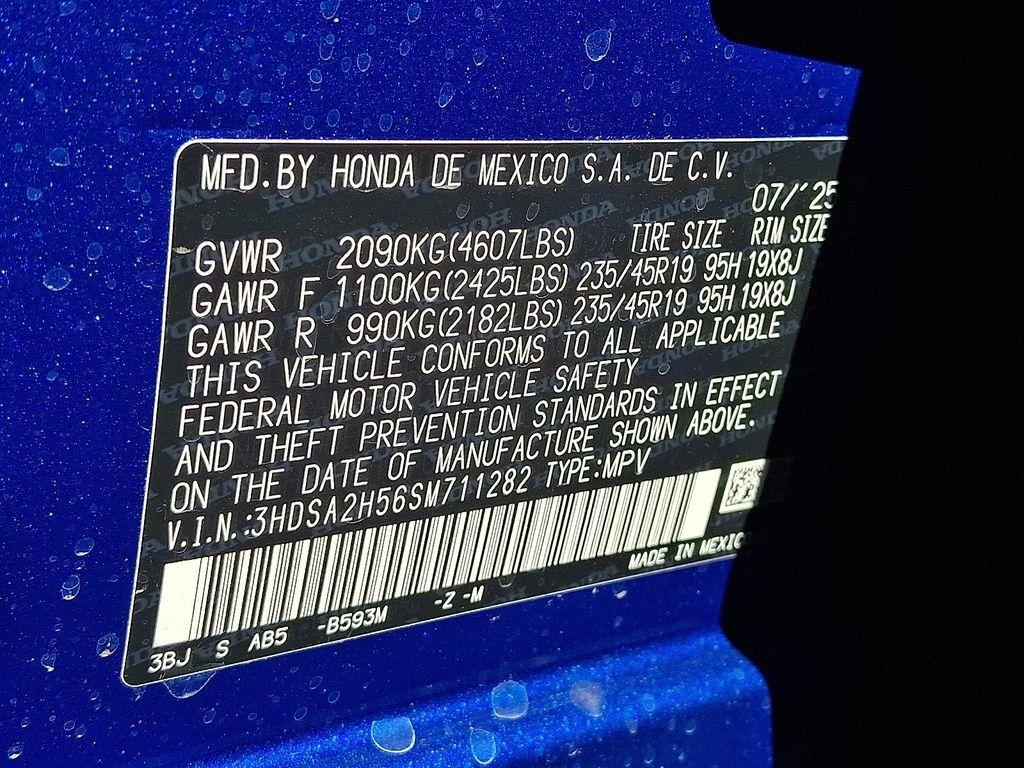 MFD.BY HONDA DE MEXICO S.A. DE C.V.
07/'25
GVWR 2090KG(4607LBS) TIRE SIZE RIM SIZE
GAWR F 1100KG(2425LBS) 235/45R19 95H 19X8J
GAWR R 990KG(2182LBS) 235/45R19 95H 19X8J
THIS VEHICLE CONFORMS TO ALL APPLICABLE
FEDERAL MOTOR VEHICLE SAFETY
AND THEFT PREVENTION STANDARDS IN EFFECT
ON THE DATE OF MANUFACTURE SHOWN ABOVE.
V.I.N.:3HDSA2H56SM711282 TYPE:MPV
MADE IN MEXIC
3BJ S AB5 -B593M -Z -M